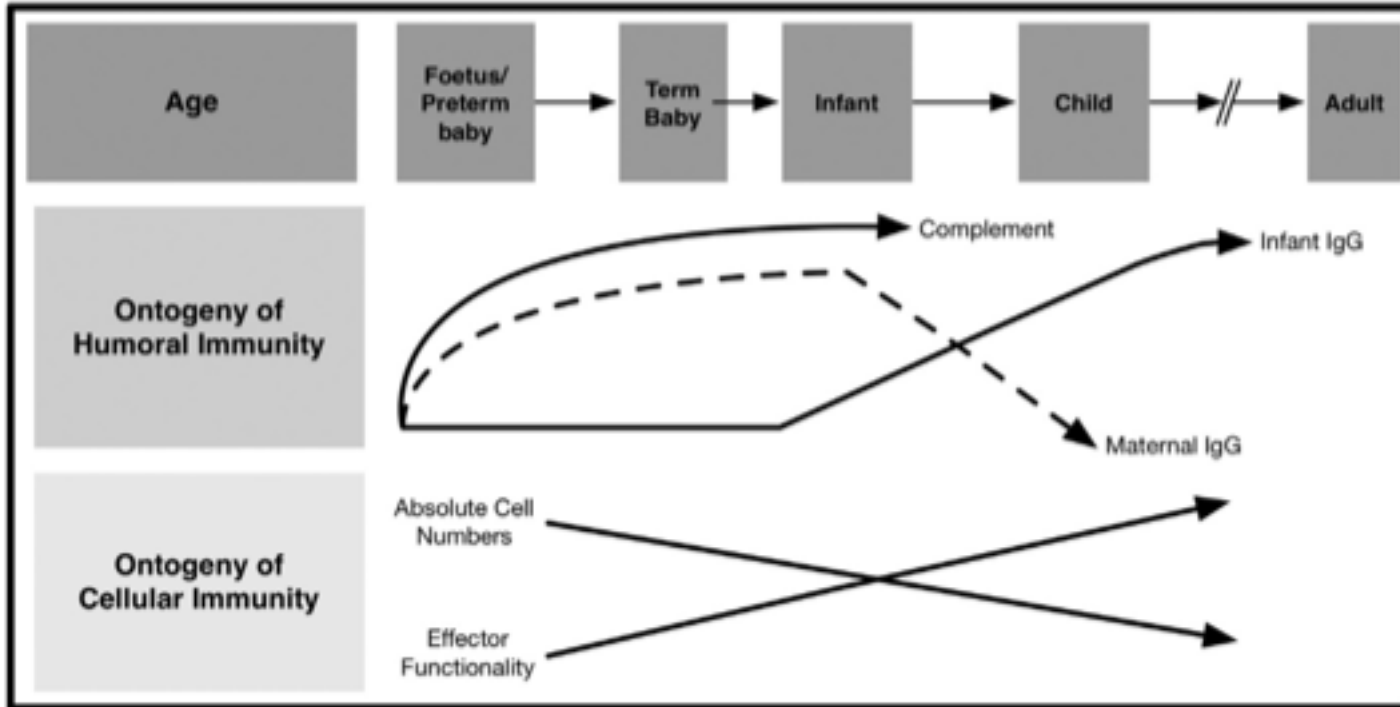 Age
Foetus/
Preterm
baby
Term
Baby
Infant
Child
Adult
Ontogeny of
Humoral Immunity
Complement
Infant IgG
Maternal IgG
Ontogeny of
Cellular Immunity
Absolute Cell
Numbers
Effector
Functionality